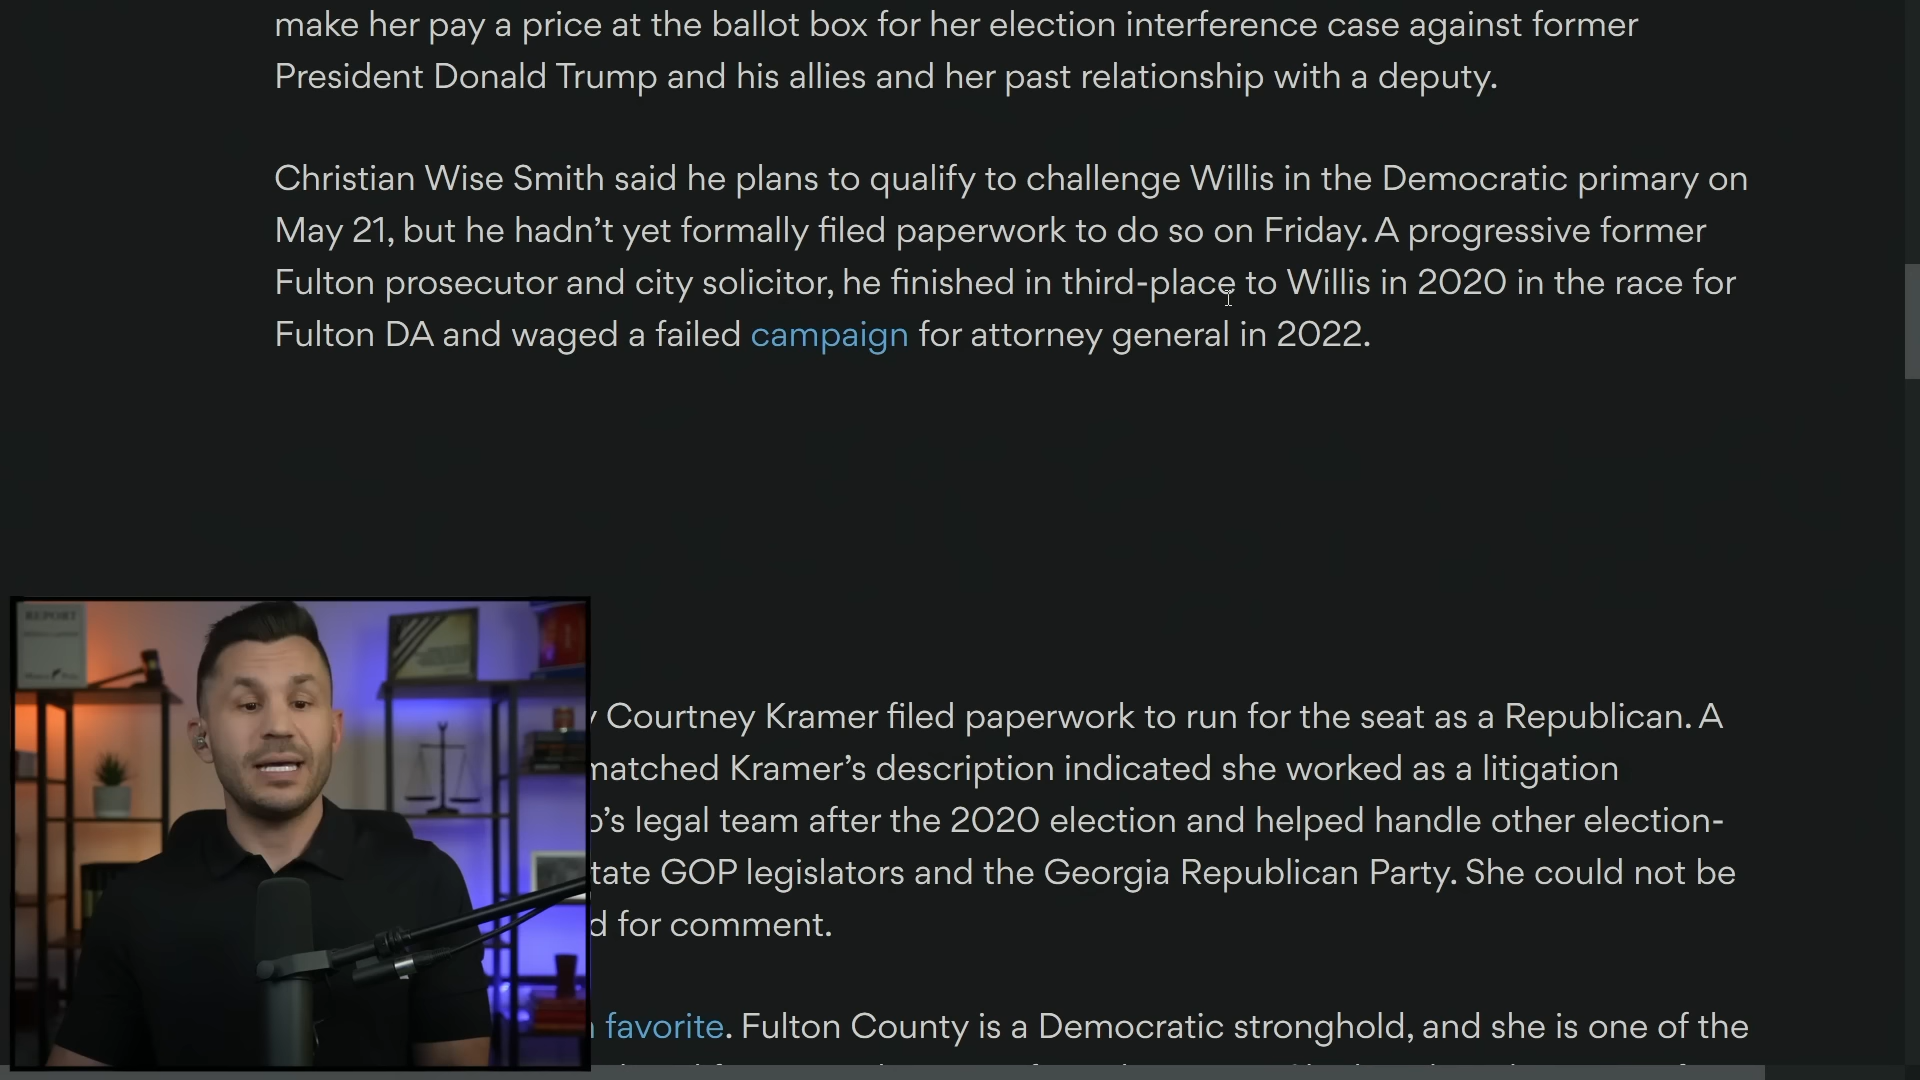 make her pay a price at the ballot box for her election interference case against former
President Donald Trump and his allies and her past relationship with a deputy.
Christian Wise Smith said he plans to qualify to challenge Willis in the Democratic primary on
May 21, but he hadn’t yet formally filed paperwork to do so on Friday. A progressive former
Fulton prosecutor and city solicitor, he finished in third-place to Willis in 2020 in the race for
Fulton DA and waged a failed campaign for attorney general in 2022.
Courtney Kramer filed paperwork to run for the seat as a Republican. A
matched Kramer’s description indicated she worked as a litigation
legal team after the 2020 election and helped handle other election-
GOP legislators and the Georgia Republican Party. She could not be
for comment.
favorite. Fulton County is a Democratic stronghold, and she is one of the
REPORT